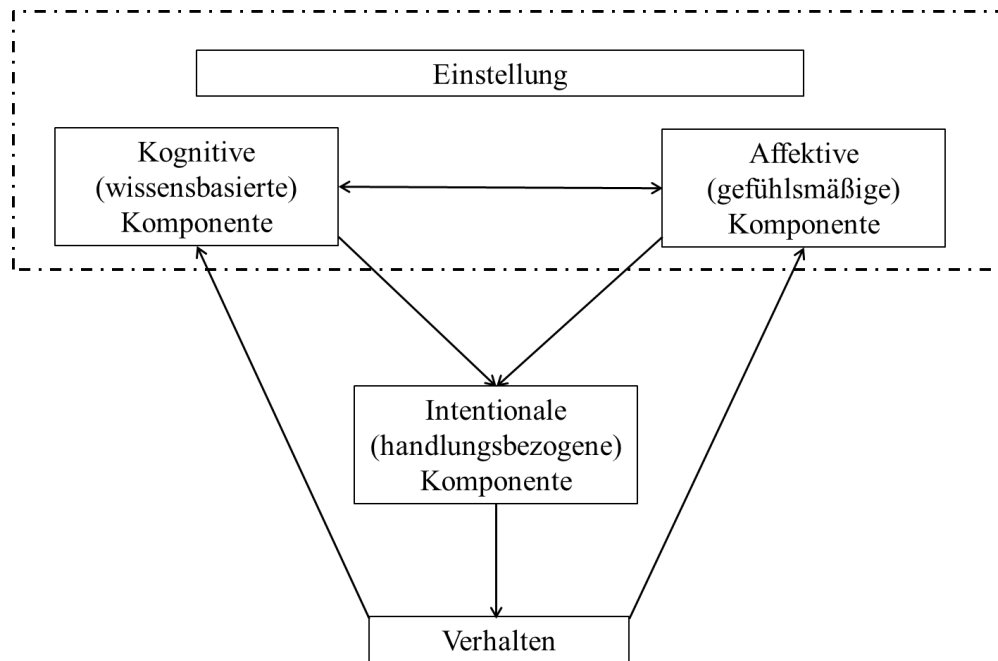 Einstellung
Kognitive
(wissensbasierte)
Komponente
Affektive
(gefühlsmäßige)
Komponente
Intentionale
(handlungsbezogene)
Komponente
Verhalten